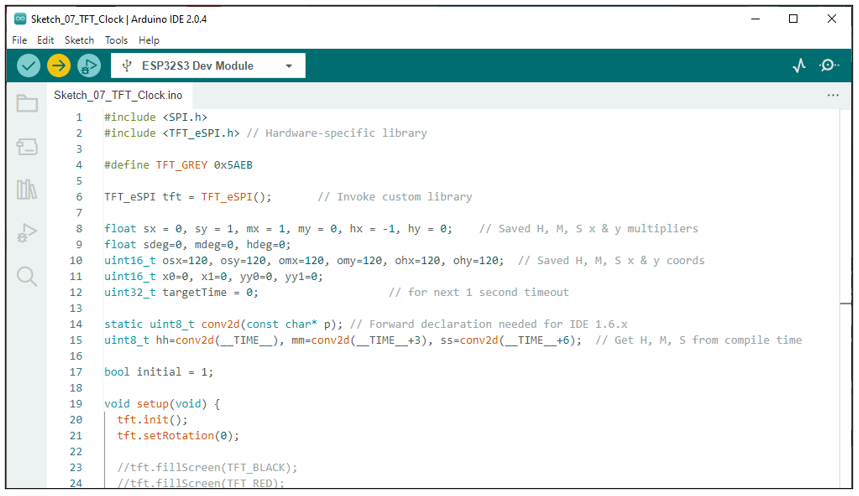 Sketch_07_TFT_Clock | Arduino IDE 2.0.4
File Edit Sketch Tools Help
ESP32S3 Dev Module
Sketch_07_TFT_Clock.ino
1 #include <SPI.h>
2 #include <TFT_eSPI.h> // Hardware-specific library
3
4 #define TFT_GREY 0x5AEB
5
6 TFT_eSPI tft = TFT_eSPI(); // Invoke custom library
7
8 float sx = 0, sy = 1, mx = 1, my = 0, hx = -1, hy = 0; // Saved H, M, S x & y multipliers
9 float sdeg=0, mdeg=0, hdeg=0;
10 uint16_t osx=120, osy=120, omx=120, omy=120, ohx=120, ohy=120; // Saved H, M, S x & y coords
11 uint16_t x0=0, x1=0, yy0=0, yy1=0;
12 uint32_t targetTime = 0; // for next 1 second timeout
13
14 static uint8_t conv2d(const char* p); // Forward declaration needed for IDE 1.6.x
15 uint8_t hh=conv2d(__TIME__), mm=conv2d(__TIME__+3), ss=conv2d(__TIME__+6); // Get H, M, S from compile time
16
17 bool initial = 1;
18
19 void setup(void) {
20 tft.init();
21 tft.setRotation(0);
22
23 //tft.fillScreen(TFT_BLACK);
24 //tft.fillScreen(TFT_RED);